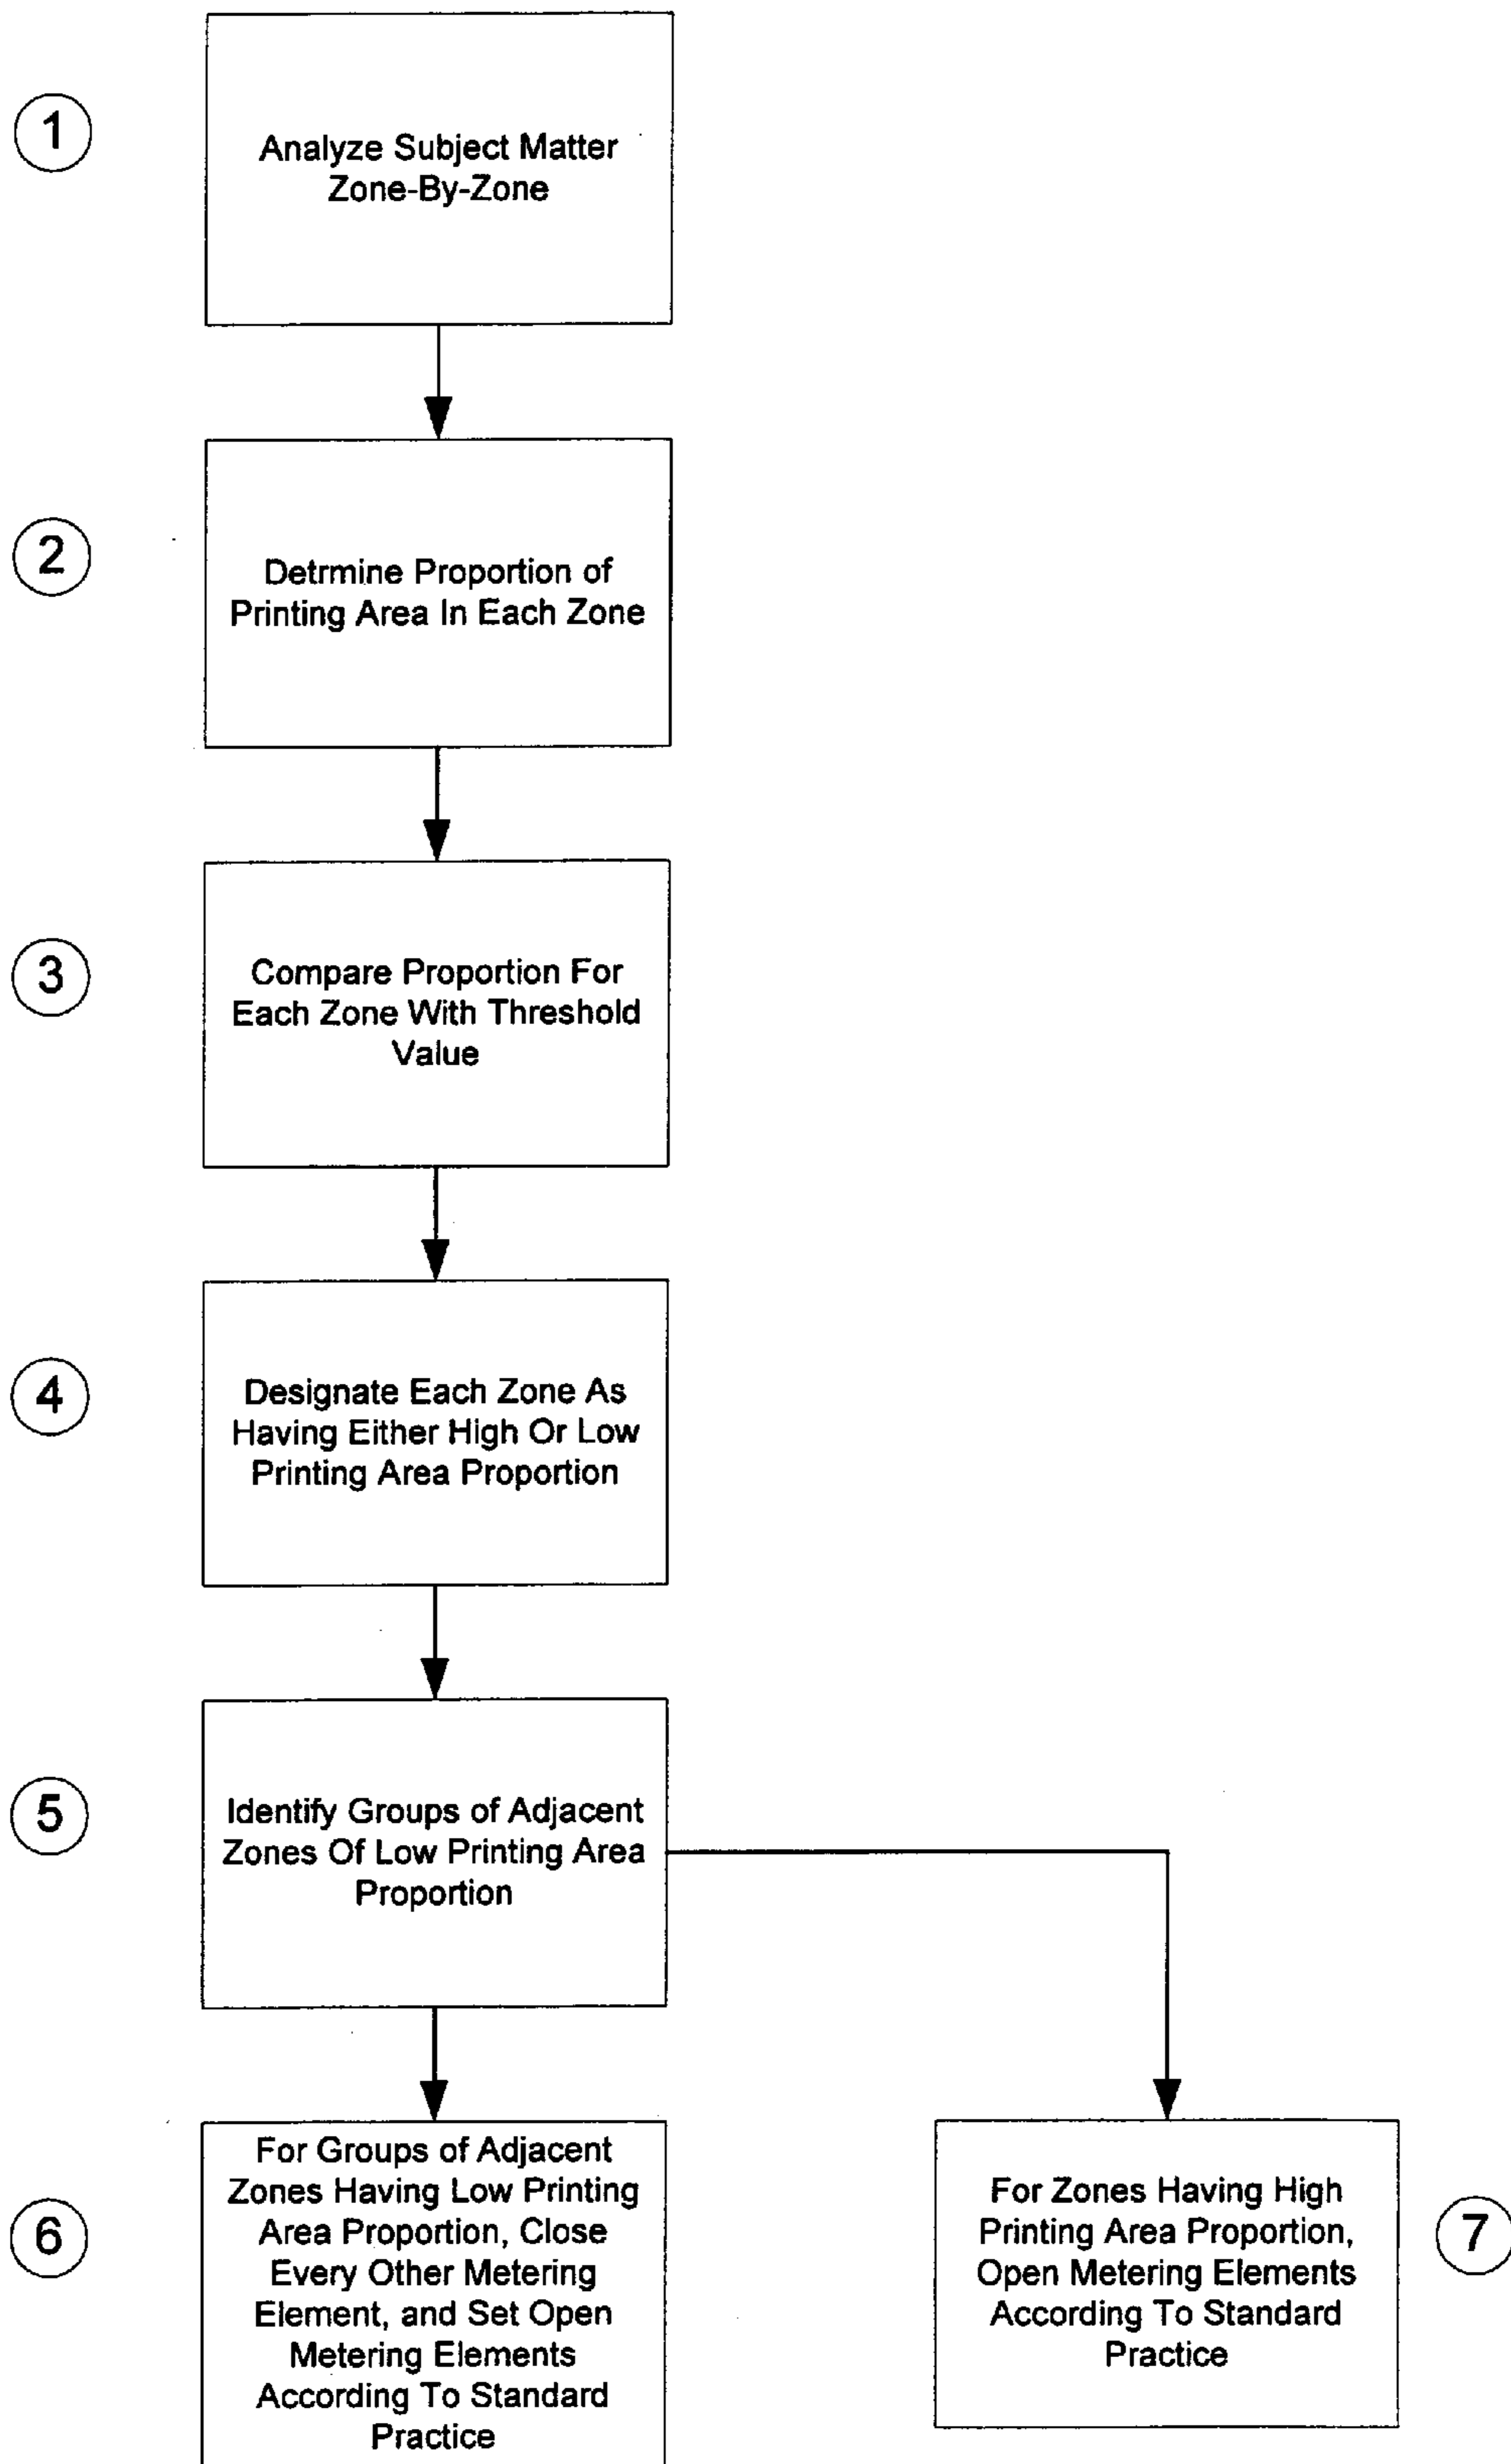 1
Analyze Subject Matter
Zone-By-Zone
2
Detrmine Proportion of
Printing Area In Each Zone
3
Compare Proportion For
Each Zone With Threshold
Value
4
Designate Each Zone As
Having Either High Or Low
Printing Area Proportion
5
Identify Groups of Adjacent
Zones Of Low Printing Area
Proportion
6
For Groups of Adjacent
Zones Having Low Printing
Area Proportion, Close
Every Other Metering
Element, and Set Open
Metering Elements
According To Standard
Practice
For Zones Having High
Printing Area Proportion,
Open Metering Elements
According To Standard
Practice
7